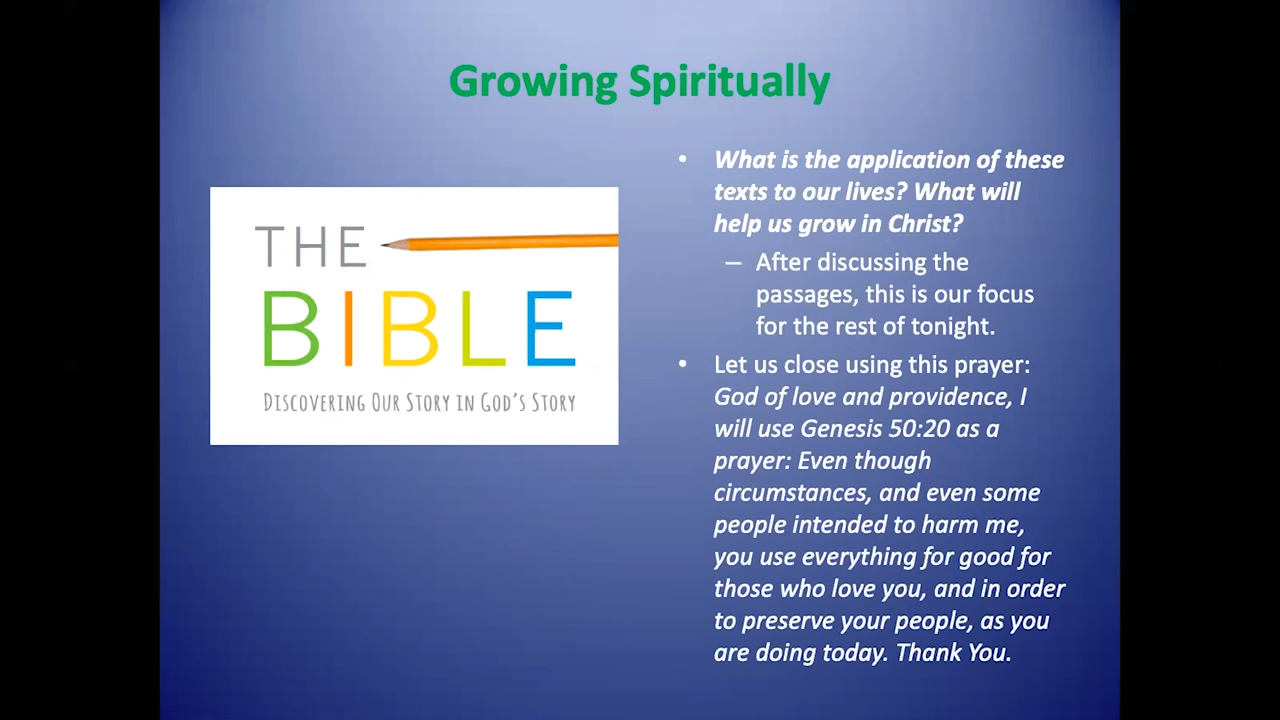 Growing Spiritually
THE
BIBLE
DISCOVERING OUR STORY IN GOD'S STORY
• What is the application of these
texts to our lives? What will
help us grow in Christ?
– After discussing the
passages, this is our focus
for the rest of tonight.
• Let us close using this prayer:
God of love and providence, I
will use Genesis 50:20 as a
prayer: Even though
circumstances, and even some
people intended to harm me,
you use everything for good for
those who love you, and in order
to preserve your people, as you
are doing today. Thank You.